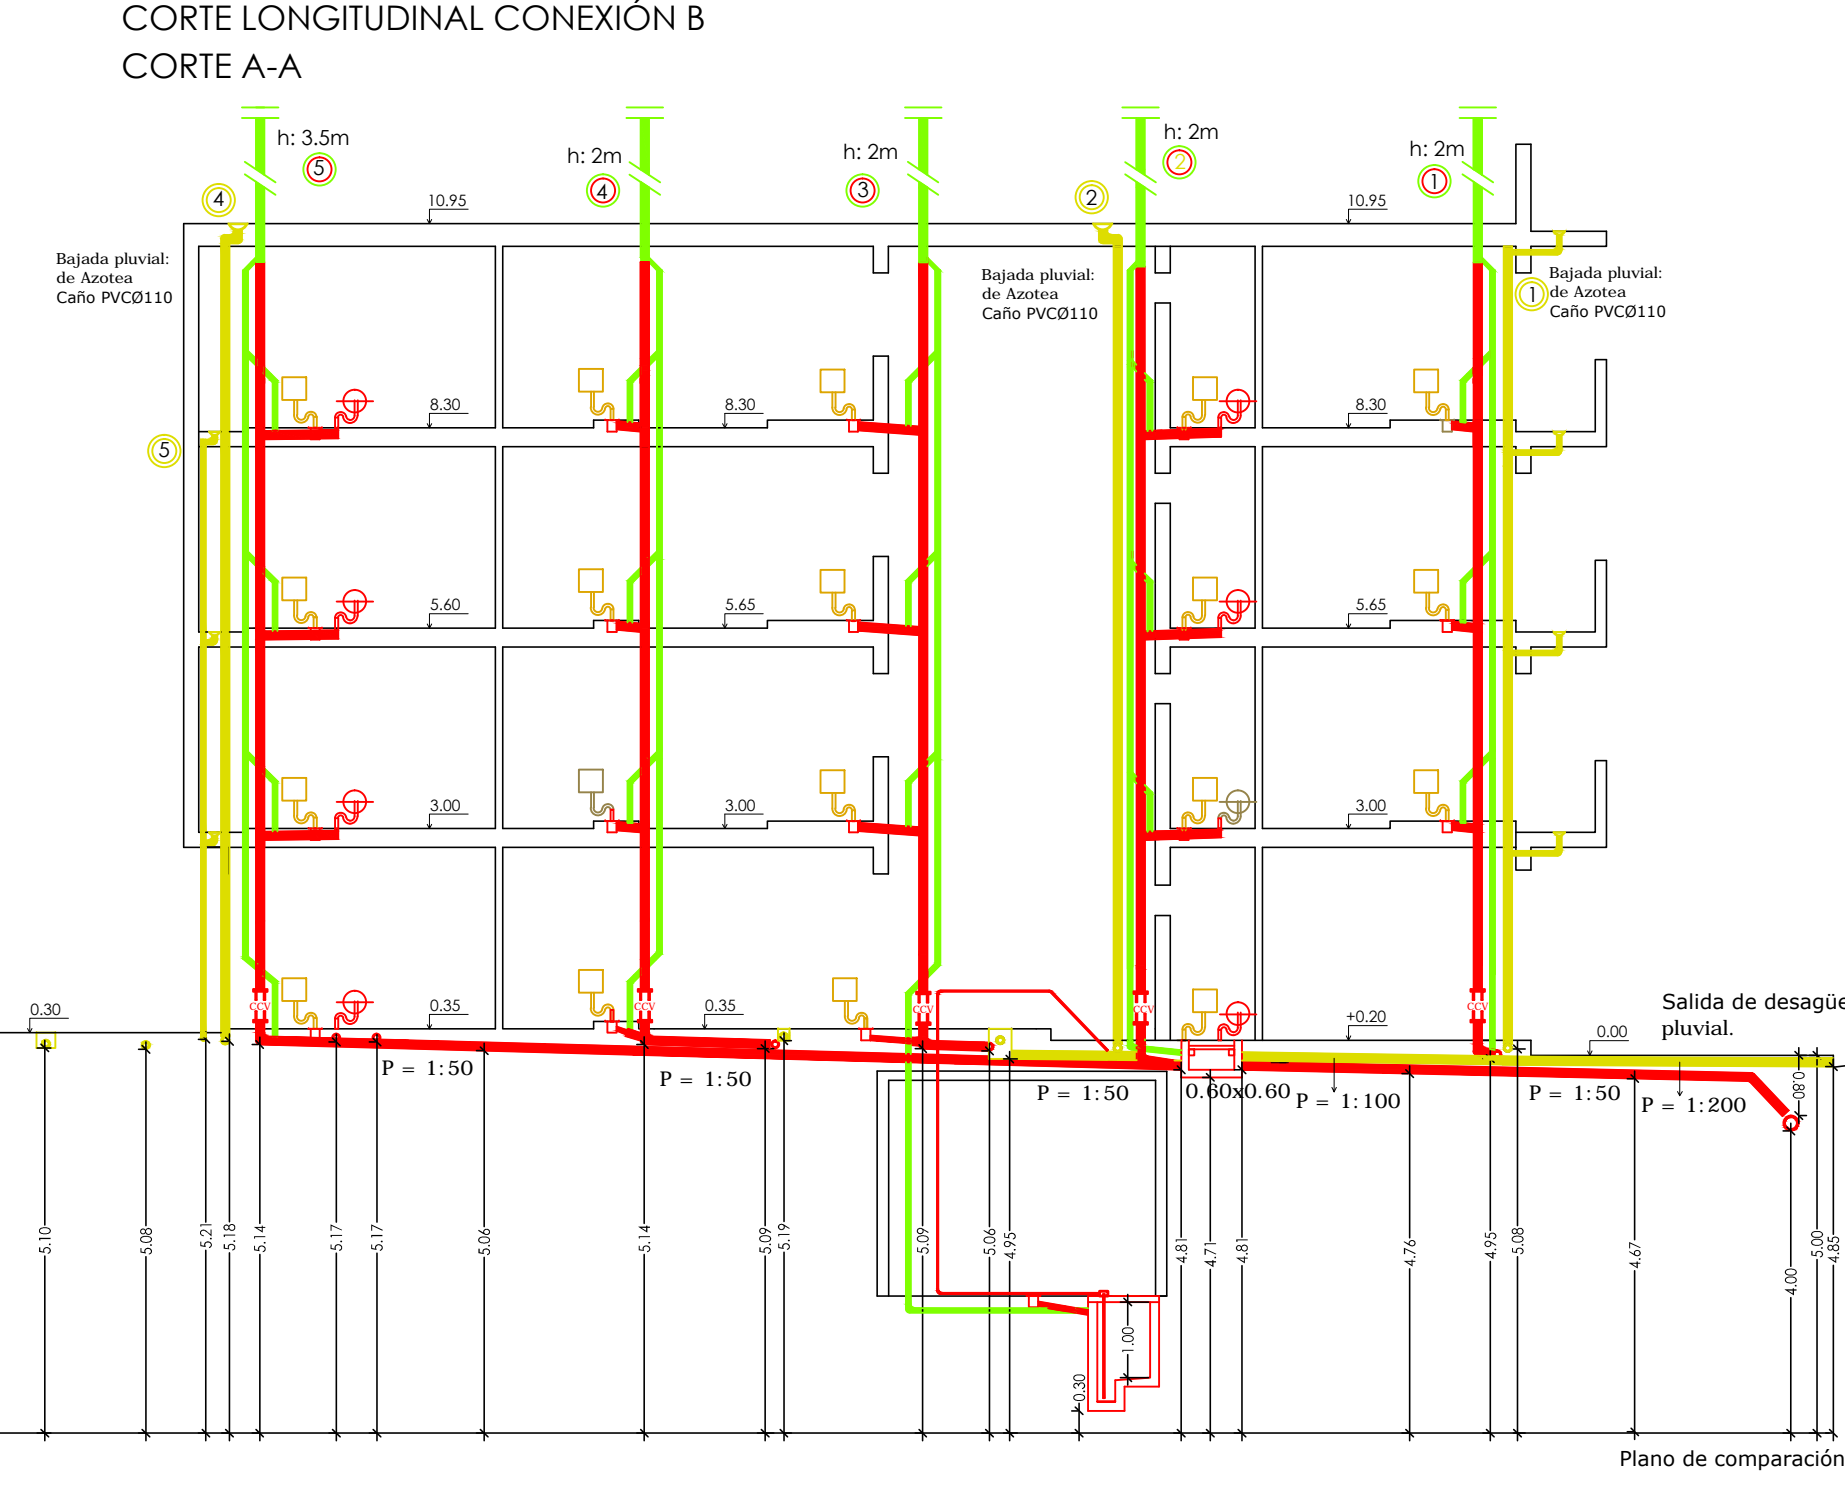 CORTE LONGITUDINAL CONEXIÓN B
CORTE A-A
h: 3.5m
5
h: 2m
4
h: 2m
3
h: 2m
2
h: 2m
1
4
2
10.95
10.95
Bajada pluvial:
de Azotea
Caño PVCØ110
Bajada pluvial:
de Azotea
Caño PVCØ110
1
Bajada pluvial:
de Azotea
Caño PVCØ110
5
8.30
8.30
8.30
5.60
5.65
5.65
3.00
3.00
3.00
CCV
CCV
CCV
CCV
CCV
0.30
0.35
0.35
+0.20
0.00
Salida de desagüe
pluvial.
P = 1:50
P = 1:50
P = 1:50
0.60x0.60
P = 1:100
P = 1:50
P = 1:200
0.80
5.10
5.08
5.21
5.18
5.14
5.17
5.17
5.06
5.14
5.09
5.19
5.09
5.06
4.95
4.81
4.71
4.81
4.76
4.95
5.08
4.67
4.00
5.00
4.85
1.00
0.30
Plano de comparación